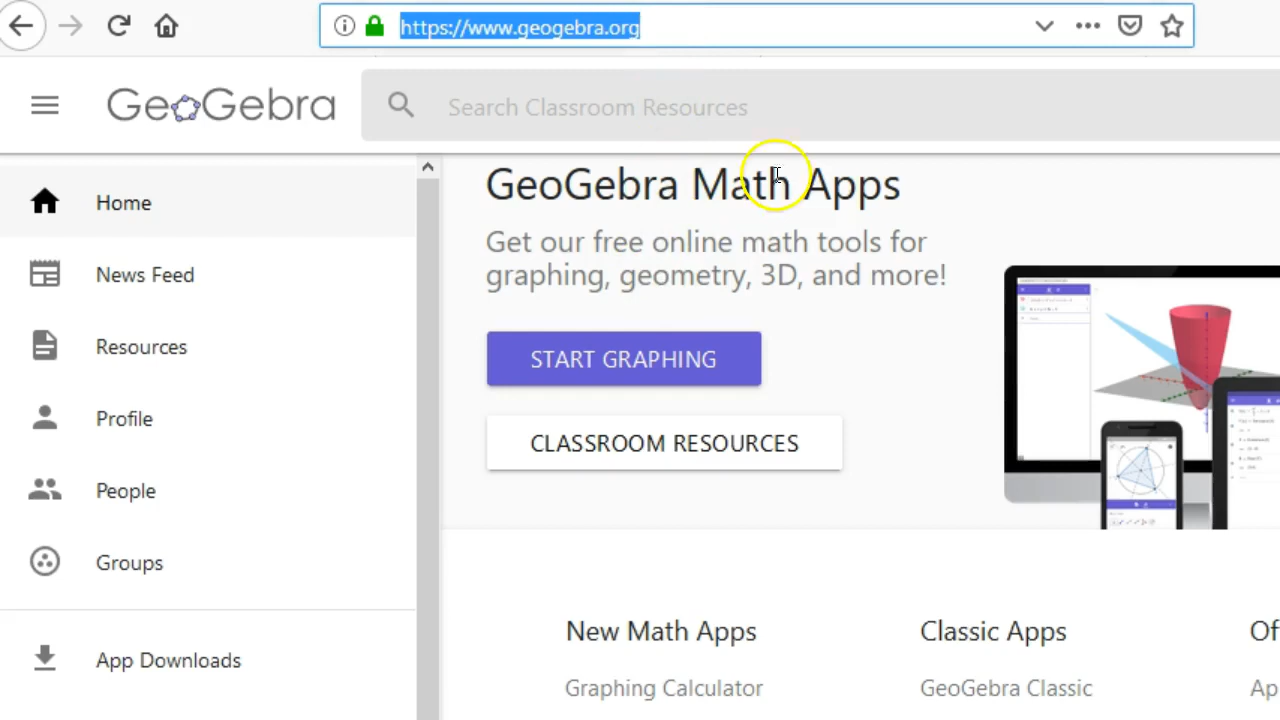 https://www.geogebra.org
GeoGebra
Search Classroom Resources
Home
News Feed
Resources
Profile
People
Groups
App Downloads
GeoGebra Math Apps
Get our free online math tools for
graphing, geometry, 3D, and more!
START GRAPHING
CLASSROOM RESOURCES
New Math Apps
Graphing Calculator
Classic Apps
GeoGebra Classic
Of
Ap